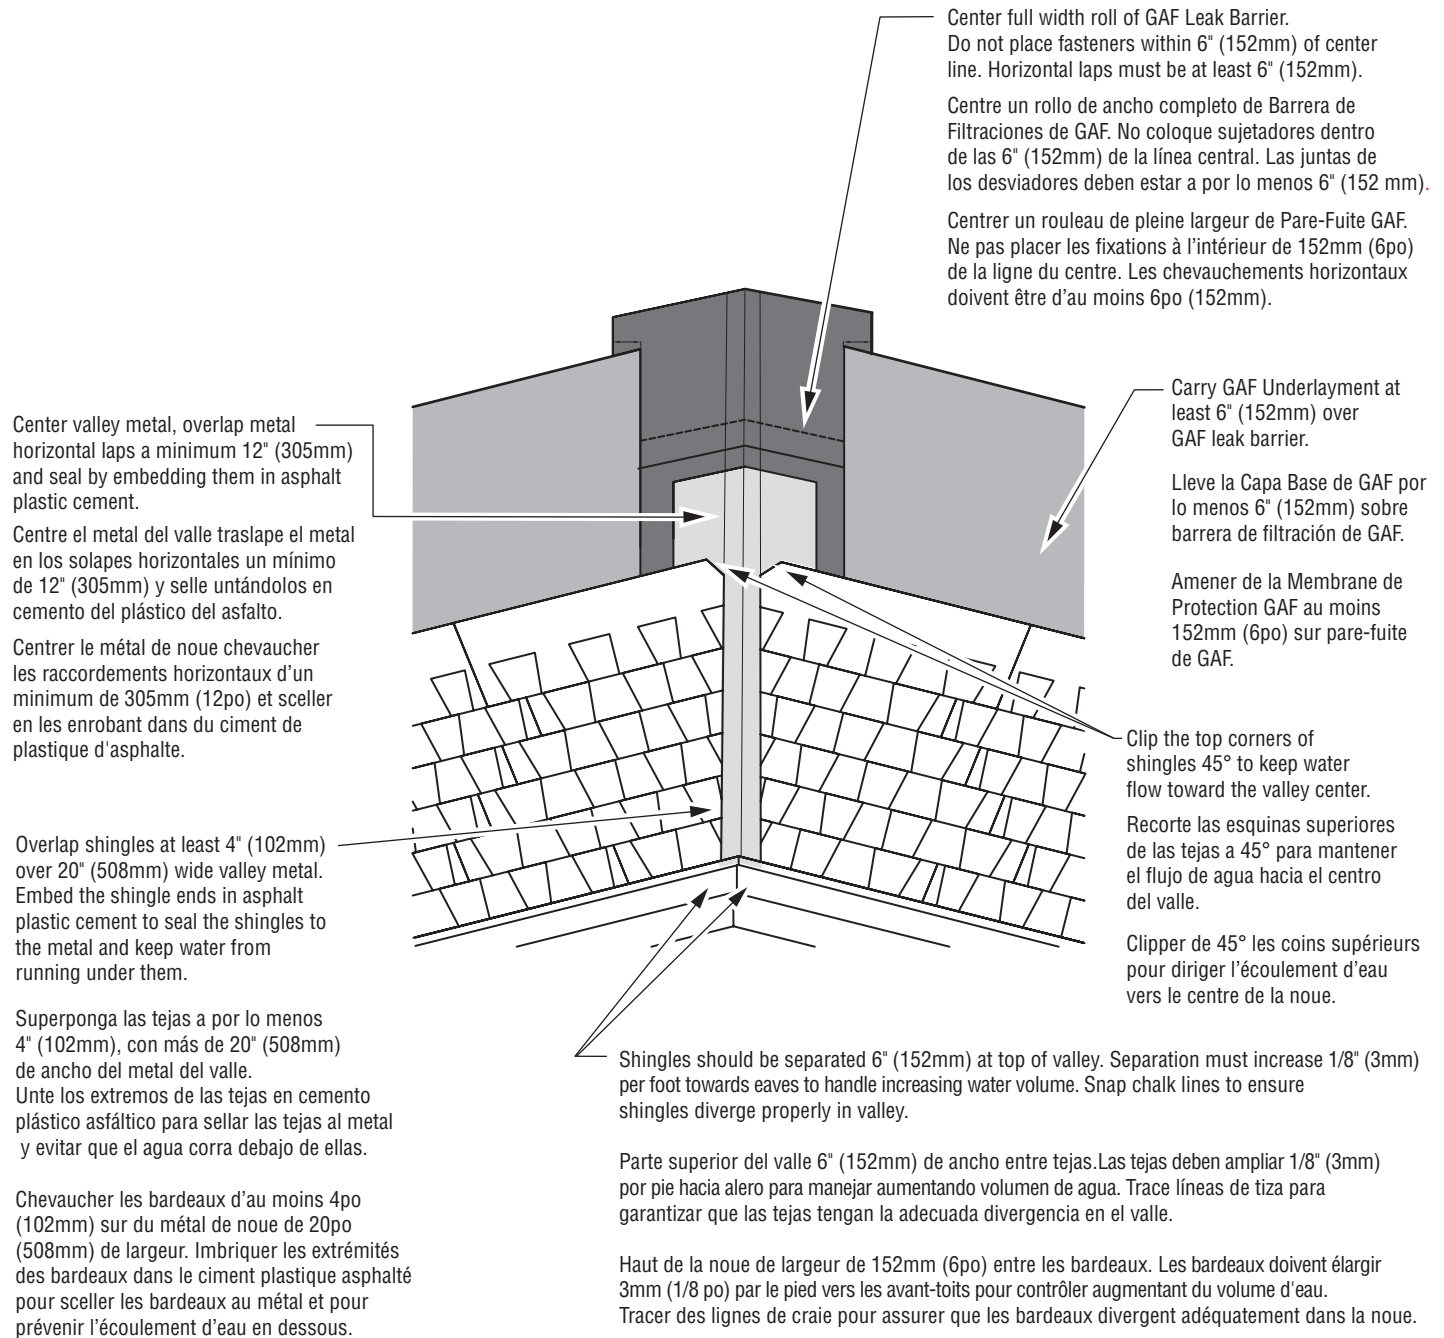 Center full width roll of GAF Leak Barrier.
Do not place fasteners within 6" (152mm) of center
line. Horizontal laps must be at least 6" (152mm).
Centre un rollo de ancho completo de Barrera de
Filtraciones de GAF. No coloque sujetadores dentro
de las 6" (152mm) de la línea central. Las juntas de
los desviadores deben estar a por lo menos 6" (152 mm).
Centrer un rouleau de pleine largeur de Pare-Fuite GAF.
Ne pas placer les fixations à l’intérieur de 152mm (6po)
de la ligne du centre. Les chevauchements horizontaux
doivent être d’au moins 6po (152mm).
Center valley metal, overlap metal
horizontal laps a minimum 12" (305mm)
and seal by embedding them in asphalt
plastic cement.
Centre el metal del valle traslape el metal
en los solapes horizontales un mínimo
de 12" (305mm) y selle untándolos en
cemento del plástico del asfalto.
Centrer le métal de noue chevaucher
les raccordements horizontaux d’un
minimum de 305mm (12po) et sceller
en les enrobant dans du ciment de
plastique d'asphalte.
Carry GAF Underlayment at
least 6" (152mm) over
GAF leak barrier.
Lleve la Capa Base de GAF por
lo menos 6" (152mm) sobre
barrera de filtración de GAF.
Amener de la Membrane de
Protection GAF au moins
152mm (6po) sur pare-fuite
de GAF.
Clip the top corners of
shingles 45° to keep water
flow toward the valley center.
Recorte las esquinas superiores
de las tejas a 45° para mantener
el flujo de agua hacia el centro
del valle.
Clipper de 45° les coins supérieurs
pour diriger l’écoulement d’eau
vers le centre de la noue.
Overlap shingles at least 4" (102mm)
over 20" (508mm) wide valley metal.
Embed the shingle ends in asphalt
plastic cement to seal the shingles to
the metal and keep water from
running under them.
Superponga las tejas a por lo menos
4" (102mm), con más de 20" (508mm)
de ancho del metal del valle.
Unte los extremos de las tejas en cemento
plástico asfáltico para sellar las tejas al metal
y evitar que el agua corra debajo de ellas.
Chevaucher les bardeaux d’au moins 4po
(102mm) sur du métal de noue de 20po
(508mm) de largeur. Imbriquer les extrémités
des bardeaux dans le ciment plastique asphalté
pour sceller les bardeaux au métal et pour
prévenir l’écoulement d’eau en dessous.
Shingles should be separated 6" (152mm) at top of valley. Separation must increase 1/8" (3mm)
per foot towards eaves to handle increasing water volume. Snap chalk lines to ensure
shingles diverge properly in valley.
Parte superior del valle 6" (152mm) de ancho entre tejas.Las tejas deben ampliar 1/8" (3mm)
por pie hacia alero para manejar aumentando volumen de agua. Trace líneas de tiza para
garantizar que las tejas tengan la adecuada divergencia en el valle.
Haut de la noue de largeur de 152mm (6po) entre les bardeaux. Les bardeaux doivent élargir
3mm (1/8 po) par le pied vers les avant-toits pour contrôler augmentant du volume d'eau.
Tracer des lignes de craie pour assurer que les bardeaux divergent adéquatement dans la noue.